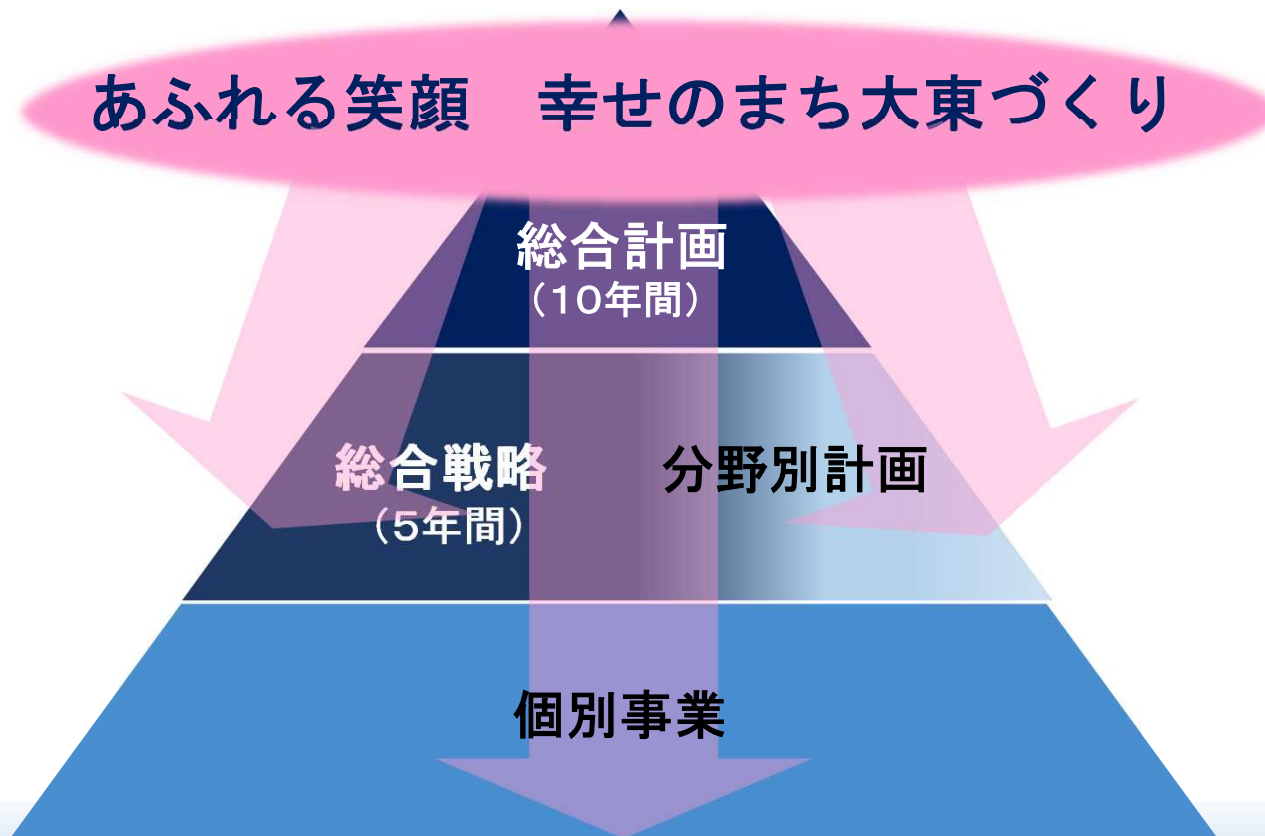 あふれる笑顔　幸せのまち大東づくり
総合計画
（10年間）
総合戦略
（5年間）
分野別計画
個別事業